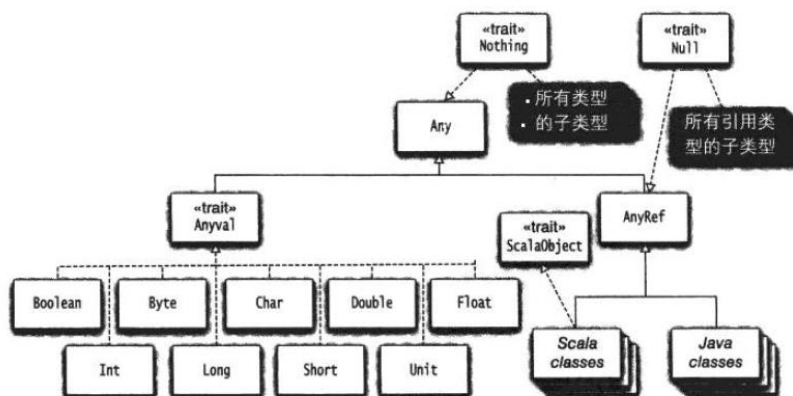 «trait»
Nothing
«trait»
Null
• 所有类型
• 的子类型
所有引用类
型的子类型
Any
«trait»
Anyval
«trait»
ScalaObject
AnyRef
Boolean
Byte
Char
Double
Float
Int
Long
Short
Unit
Scala
classes
Java
classes